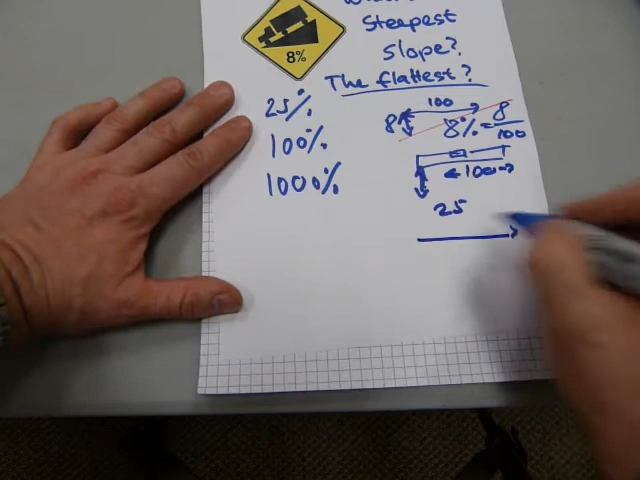 Steepest
Slope?
The flattest?
8%
25%
100%
1000%
100
8
8% = 8/100
100
25